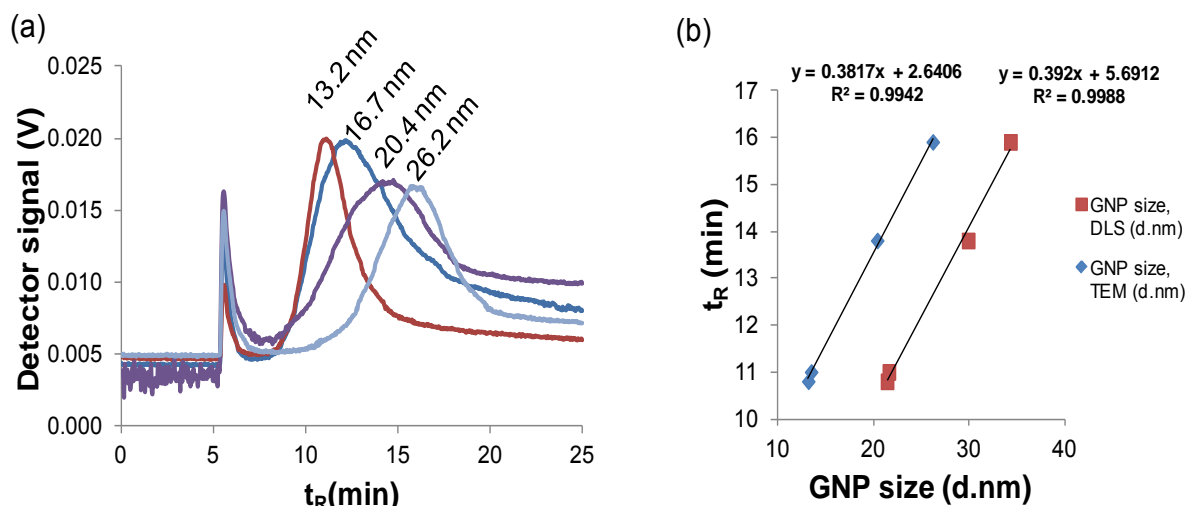 (a)
0.025
0.020
0.015
0.010
0.005
0.000
Detector signal (V)
13.2 nm
16.7 nm
20.4 nm
26.2 nm
0 5 10 15 20 25
tR(min)
(b)
y = 0.3817x + 2.6406
R² = 0.9942
y = 0.392x + 5.6912
R² = 0.9988
17
16
15
14
13
12
11
10
tR (min)
10 20 30 40
GNP size (d.nm)
GNP size,
DLS (d.nm)
GNP size,
TEM (d.nm)